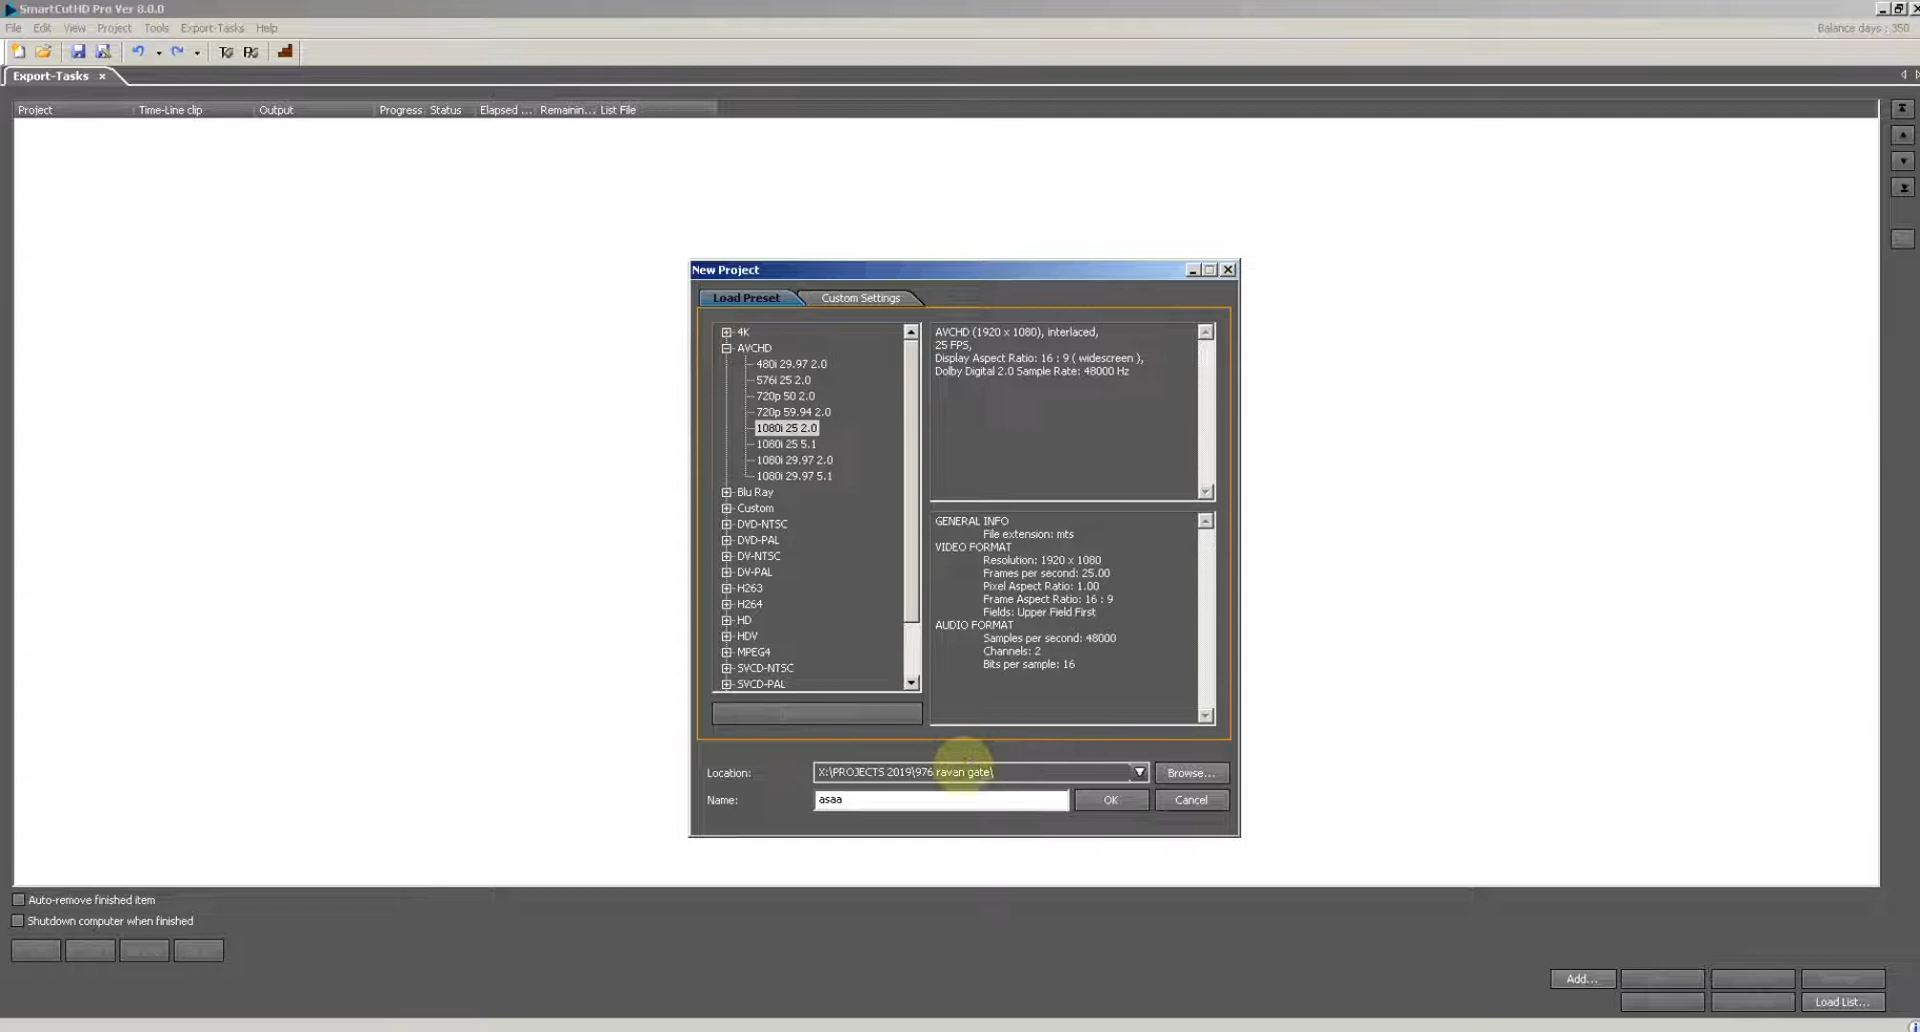 SmartCutHD Pro Ver 8.0.0
File Edit View Project Tools Export-Tasks Help
Balance days : 350
Export-Tasks ×
Project Time-Line clip Output Progress Status Elapsed ... Remainin... List File
New Project
Load Preset Custom Settings
4K
AVCHD
480i 29.97 2.0
576i 25 2.0
720p 50 2.0
720p 59.94 2.0
1080i 25 2.0
1080i 25 5.1
1080i 29.97 2.0
1080i 29.97 5.1
Blu Ray
Custom
DVD-NTSC
DVD-PAL
DV-NTSC
DV-PAL
H263
H264
HD
HDV
MPEG4
SVCD-NTSC
SVCD-PAL
AVCHD (1920 x 1080), interlaced,
25 FPS,
Display Aspect Ratio: 16 : 9 ( widescreen ),
Dolby Digital 2.0 Sample Rate: 48000 Hz
GENERAL INFO
File extension: mts
VIDEO FORMAT
Resolution: 1920 x 1080
Frames per second: 25.00
Pixel Aspect Ratio: 1.00
Frame Aspect Ratio: 16 : 9
Fields: Upper Field First
AUDIO FORMAT
Samples per second: 48000
Channels: 2
Bits per sample: 16
Location: X:\PROJECTS 2019\976 ravan gate\ Browse...
Name: asaa OK Cancel
Auto-remove finished item
Shutdown computer when finished
Add...
Load List...